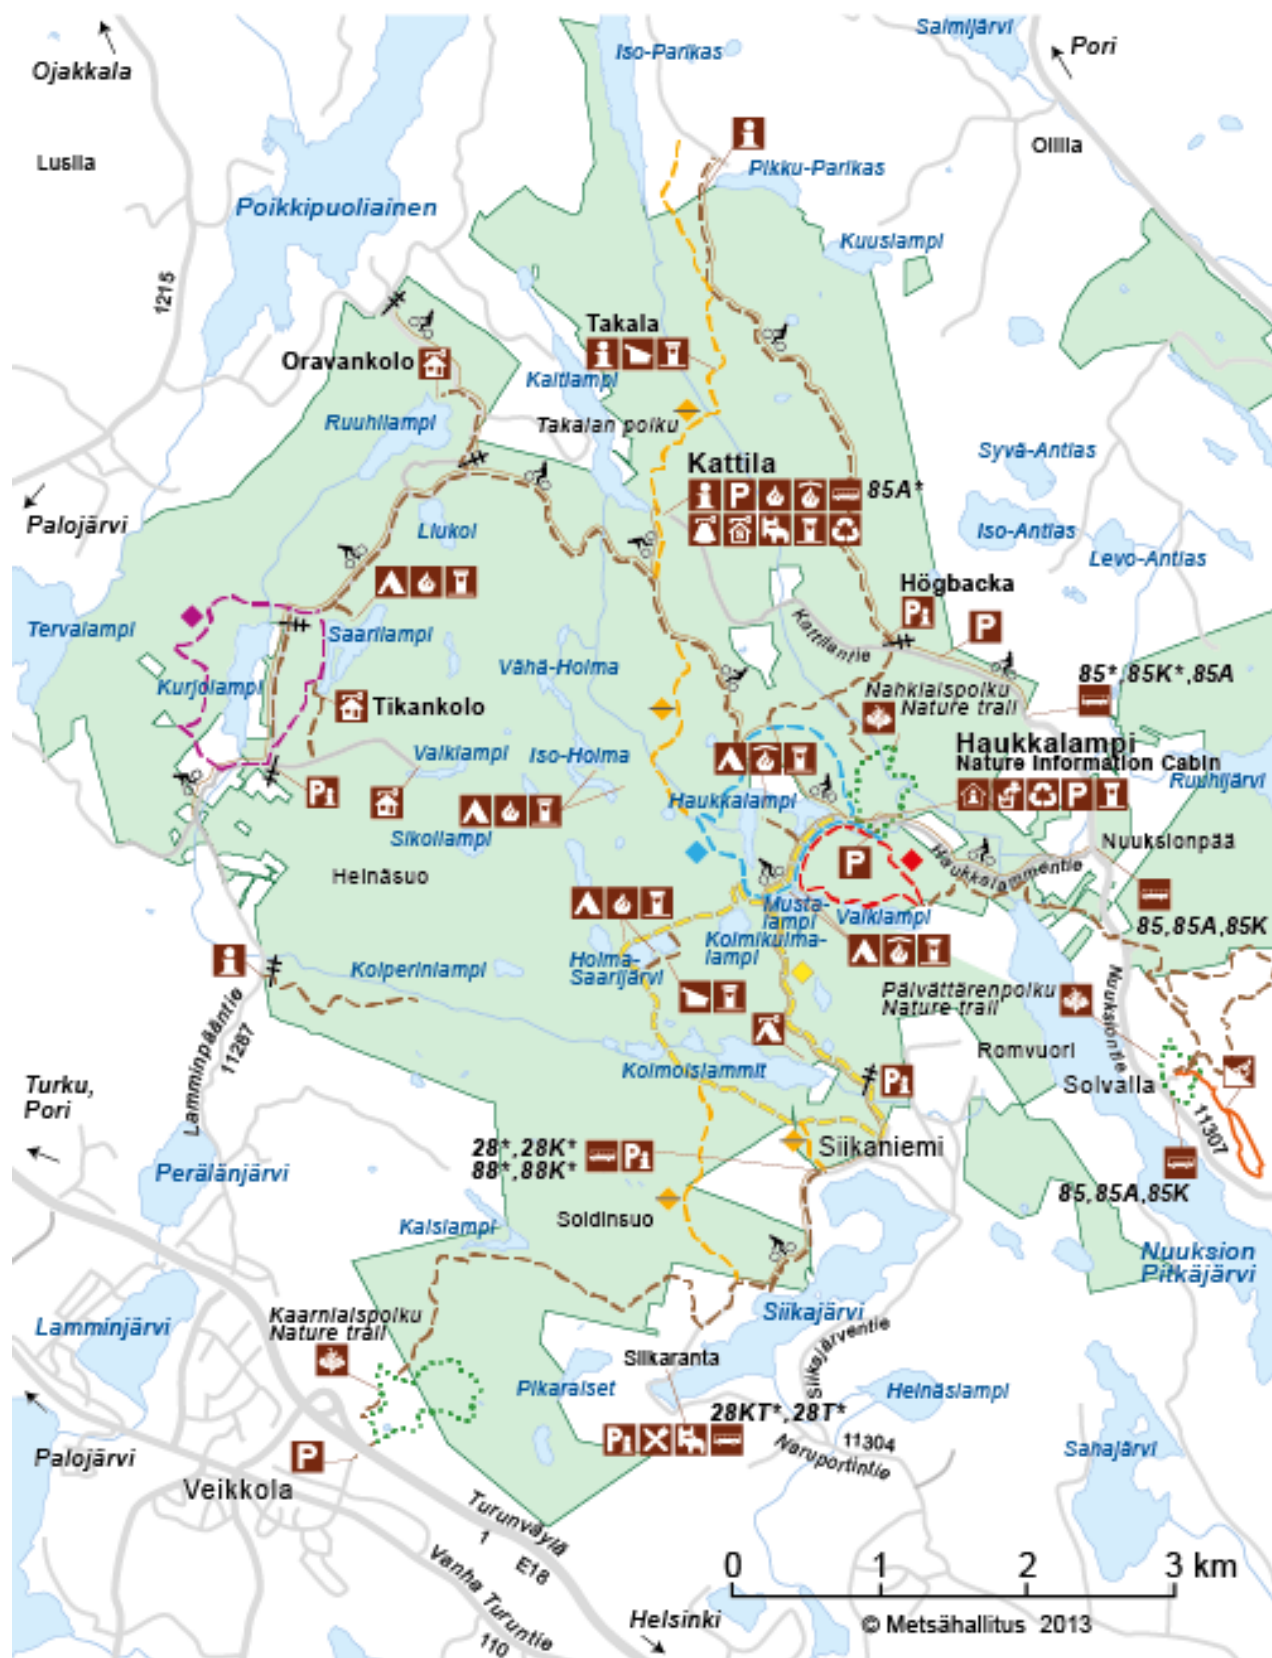 Salmijärvi
Pori
Iso-Parikas
Ojakkala
Ollila
Lusila
Pikku-Parikas
Poikkipuoliainen
Kuuslampi
1215
Takala
Oravankolo
Kaitlampi
Ruuhilampi
Takalan polku
Syvä-Antias
Kattila
85A*
Palojärvi
Liukoi
Iso-Antias
Levo-Antias
Högbacka
P
i
P
Tervalampi
Saarilampi
Kattilantie
Vähä-Holma
85*,85K*,85A
Kurjolampi
Nahkiaispolku
Nature trail
Tikankolo
Haukkalampi
Nature Information Cabin
Valklampi
Iso-Holma
Ruuhijärvi
P
i
Haukkalampi
P
Sikolampi
Nuuksionpää
Haukkalammentie
P
Heinäsuo
Musta-
lampi
Valklampi
85,85A,85K
Kolmikulma-
lampi
Holma-
Saarijärvi
Kolperinlampi
Nuuksiontie
Päivättärenpolku
Nature trail
Lamminpääntie
11287
Romvuori
Kolmoislammit
P
i
Solvalla
Turku,
Pori
11307
28*,28K*
88*,88K*
P
i
Siikaniemi
Perälänjärvi
85,85A,85K
Kaislampi
Soidinsuo
Nuuksion
Pitkäjärvi
Kaarniaispolku
Nature trail
Siikajärvi
Lamminjärvi
Siikajärventie
Siikaranta
Pikaraiset
Heinäslampi
28KT*,28T*
P
i
11304
Naruportintie
Sahajärvi
Palojärvi
P
Veikkola
Turunväylä
1
E18
Vanha Turuntie
110
0 1 2 3 km
Helsinki
© Metsähallitus 2013